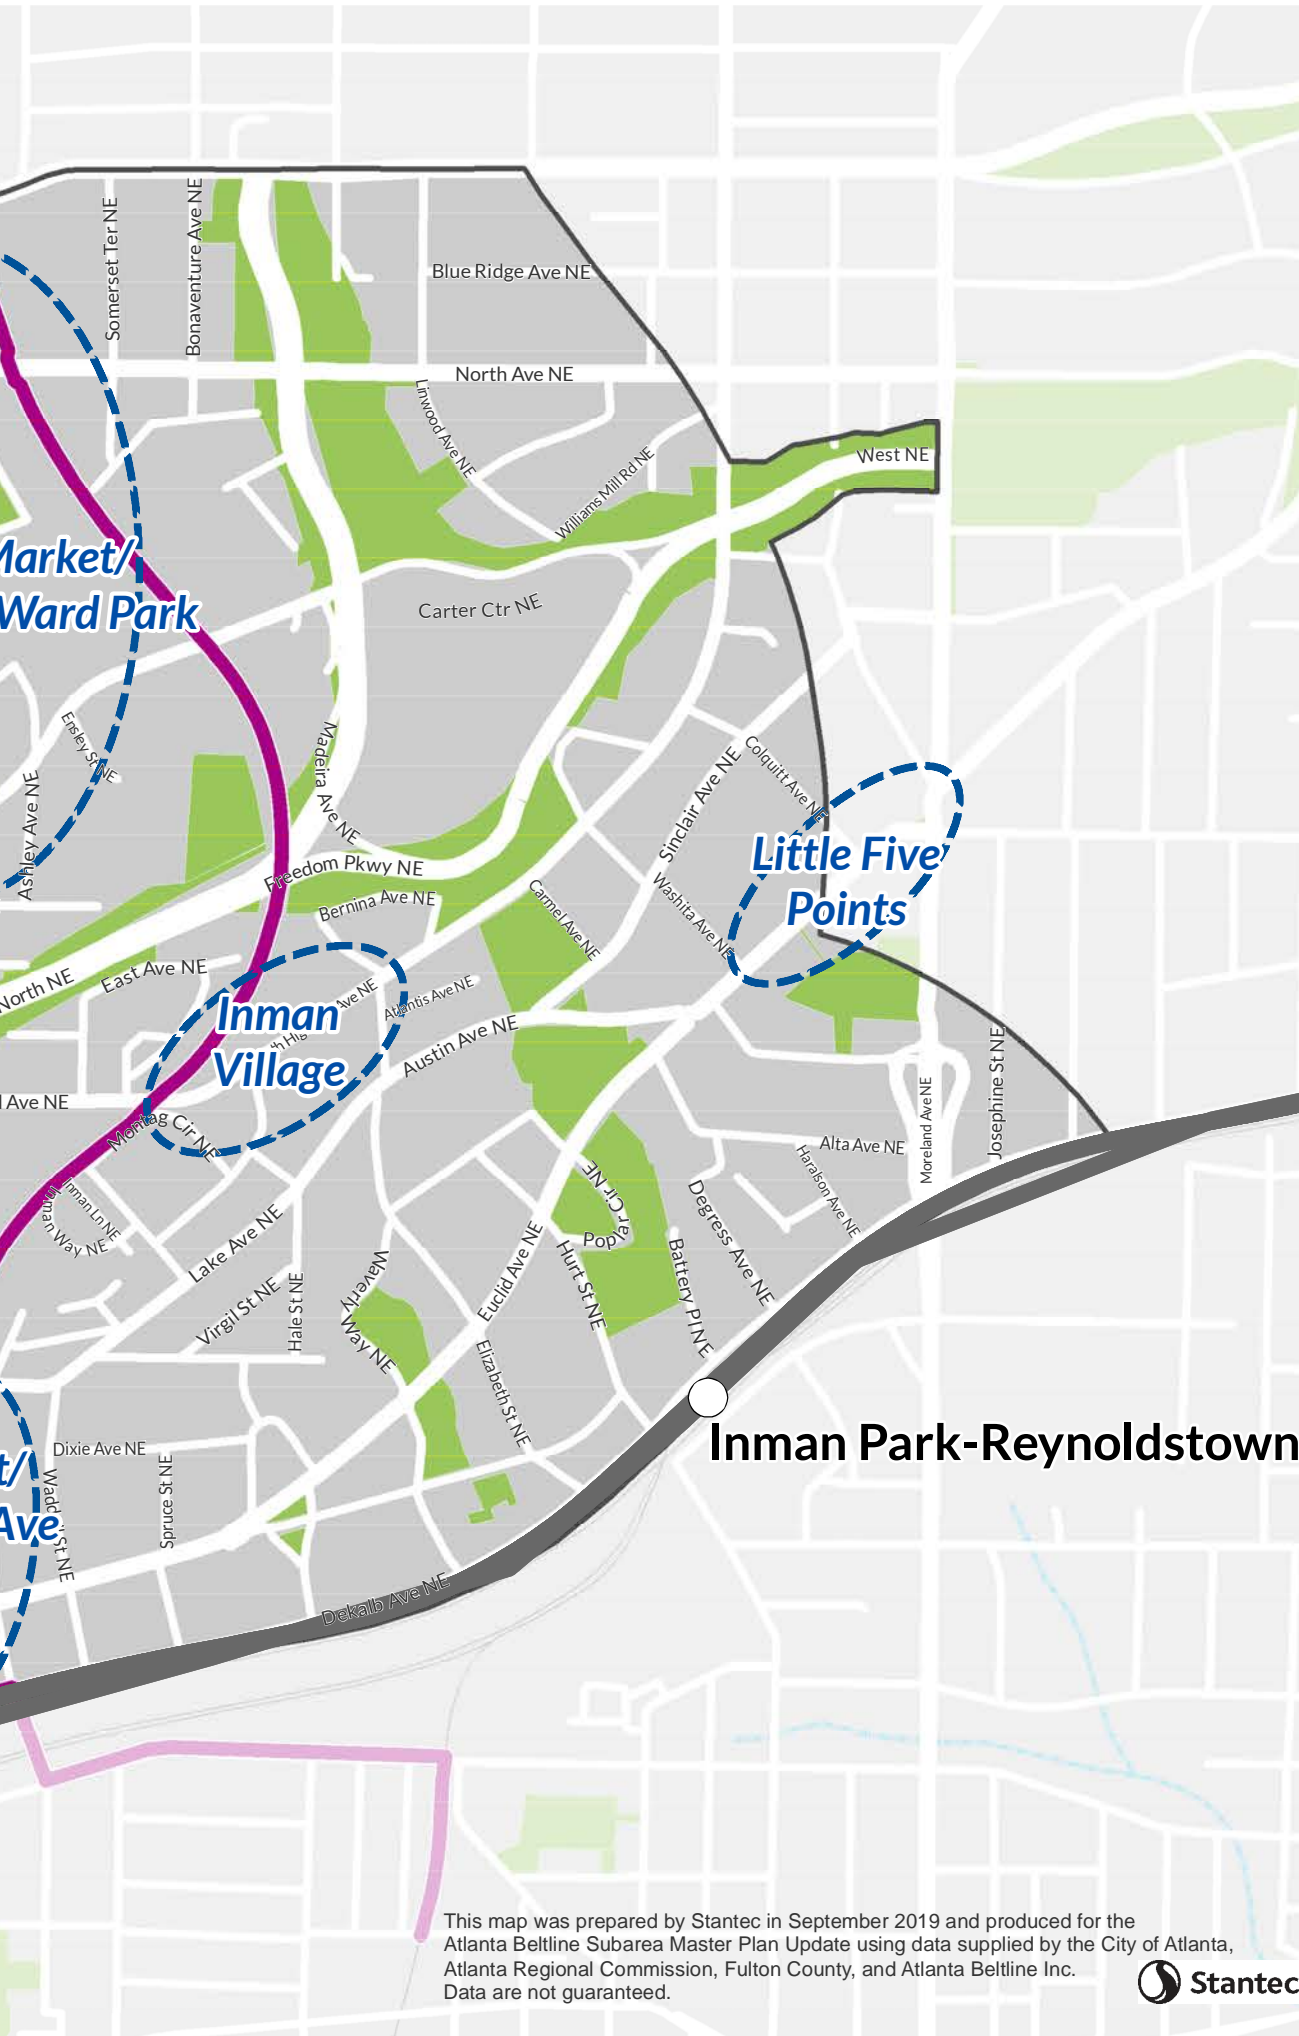 Somerset Ter NE
Bonaventure Ave NE
Blue Ridge Ave NE
North Ave NE
Linwood Ave NE
Williams Mill Rd NE
West NE
Market/
Ward Park
Carter Ctr NE
Ensley St NE
Ashley Ave NE
Madeira Ave NE
Sinclair Ave NE
Colquitt Ave NE
Little Five
Points
Freedom Pkwy NE
Bernina Ave NE
Carmel Ave NE
Washita Ave NE
North NE
East Ave NE
Inman
Village
Ave NE
Atlantis Ave NE
Austin Ave NE
Ave NE
Montag Cir NE
Inman Ln NE
Inman Way NE
Josephine St NE
Moreland Ave NE
Alta Ave NE
Haralson Ave NE
Poplar Cir NE
Degress Ave NE
Battery Pl NE
Hurt St NE
Euclid Ave NE
Lake Ave NE
Virgil St NE
Hale St NE
Waverly Way NE
Elizabeth St NE
Inman Park-Reynoldstown
Dixie Ave NE
Spruce St NE
t/
Ave
St NE
Dekalb Ave NE
This map was prepared by Stantec in September 2019 and produced for the
Atlanta Beltline Subarea Master Plan Update using data supplied by the City of Atlanta,
Atlanta Regional Commission, Fulton County, and Atlanta Beltline Inc.
Data are not guaranteed.
Stantec